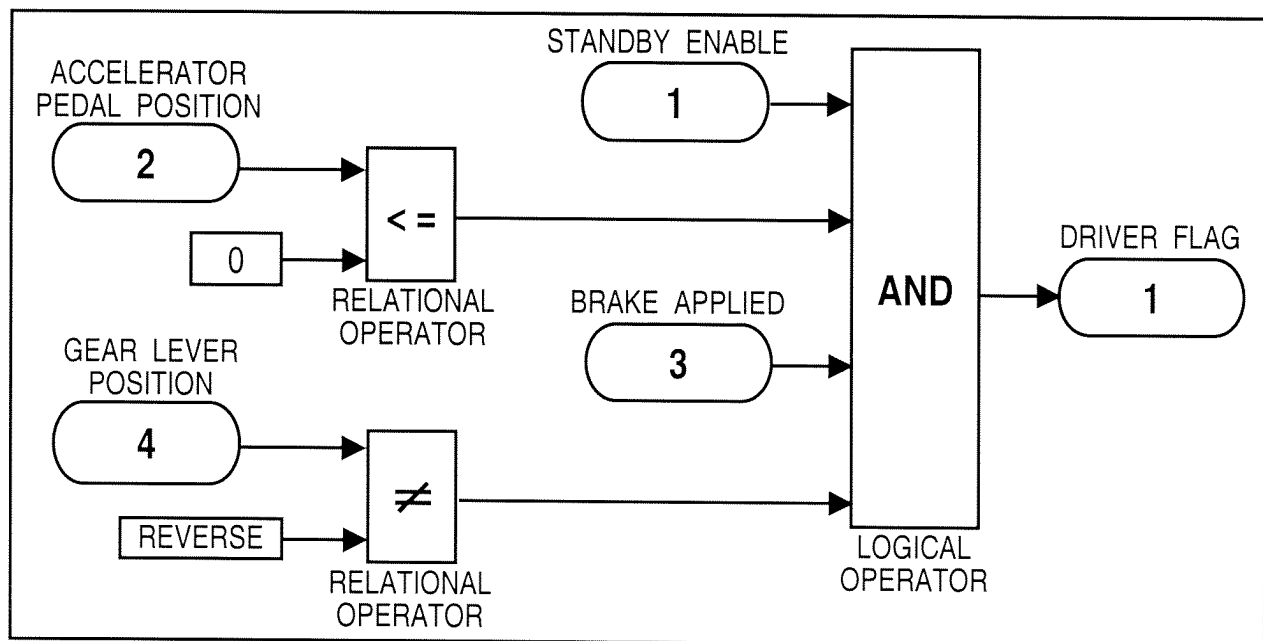 STANDBY ENABLE
1
ACCELERATOR
PEDAL POSITION
2
< =
0
RELATIONAL
OPERATOR
BRAKE APPLIED
3
GEAR LEVER
POSITION
4
≠
REVERSE
RELATIONAL
OPERATOR
AND
LOGICAL
OPERATOR
DRIVER FLAG
1